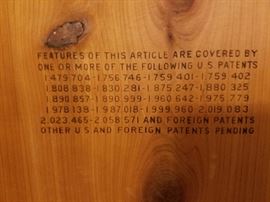 FEATURES OF THIS ARTICLE ARE COVERED BY
ONE OR MORE OF THE FOLLOWING U.S. PATENTS
1.479.704-1.756.746-1.759.401-1.759.402
1.808.838-1.830.281-1.875.247-1.880.325
1.890.857-1.890.999-1.960.642-1.975.779
1.978.138-1.987.018-1.999.960-2.019.083
2.023.465-2.058.571 AND FOREIGN PATENTS
OTHER U.S. AND FOREIGN PATENTS PENDING